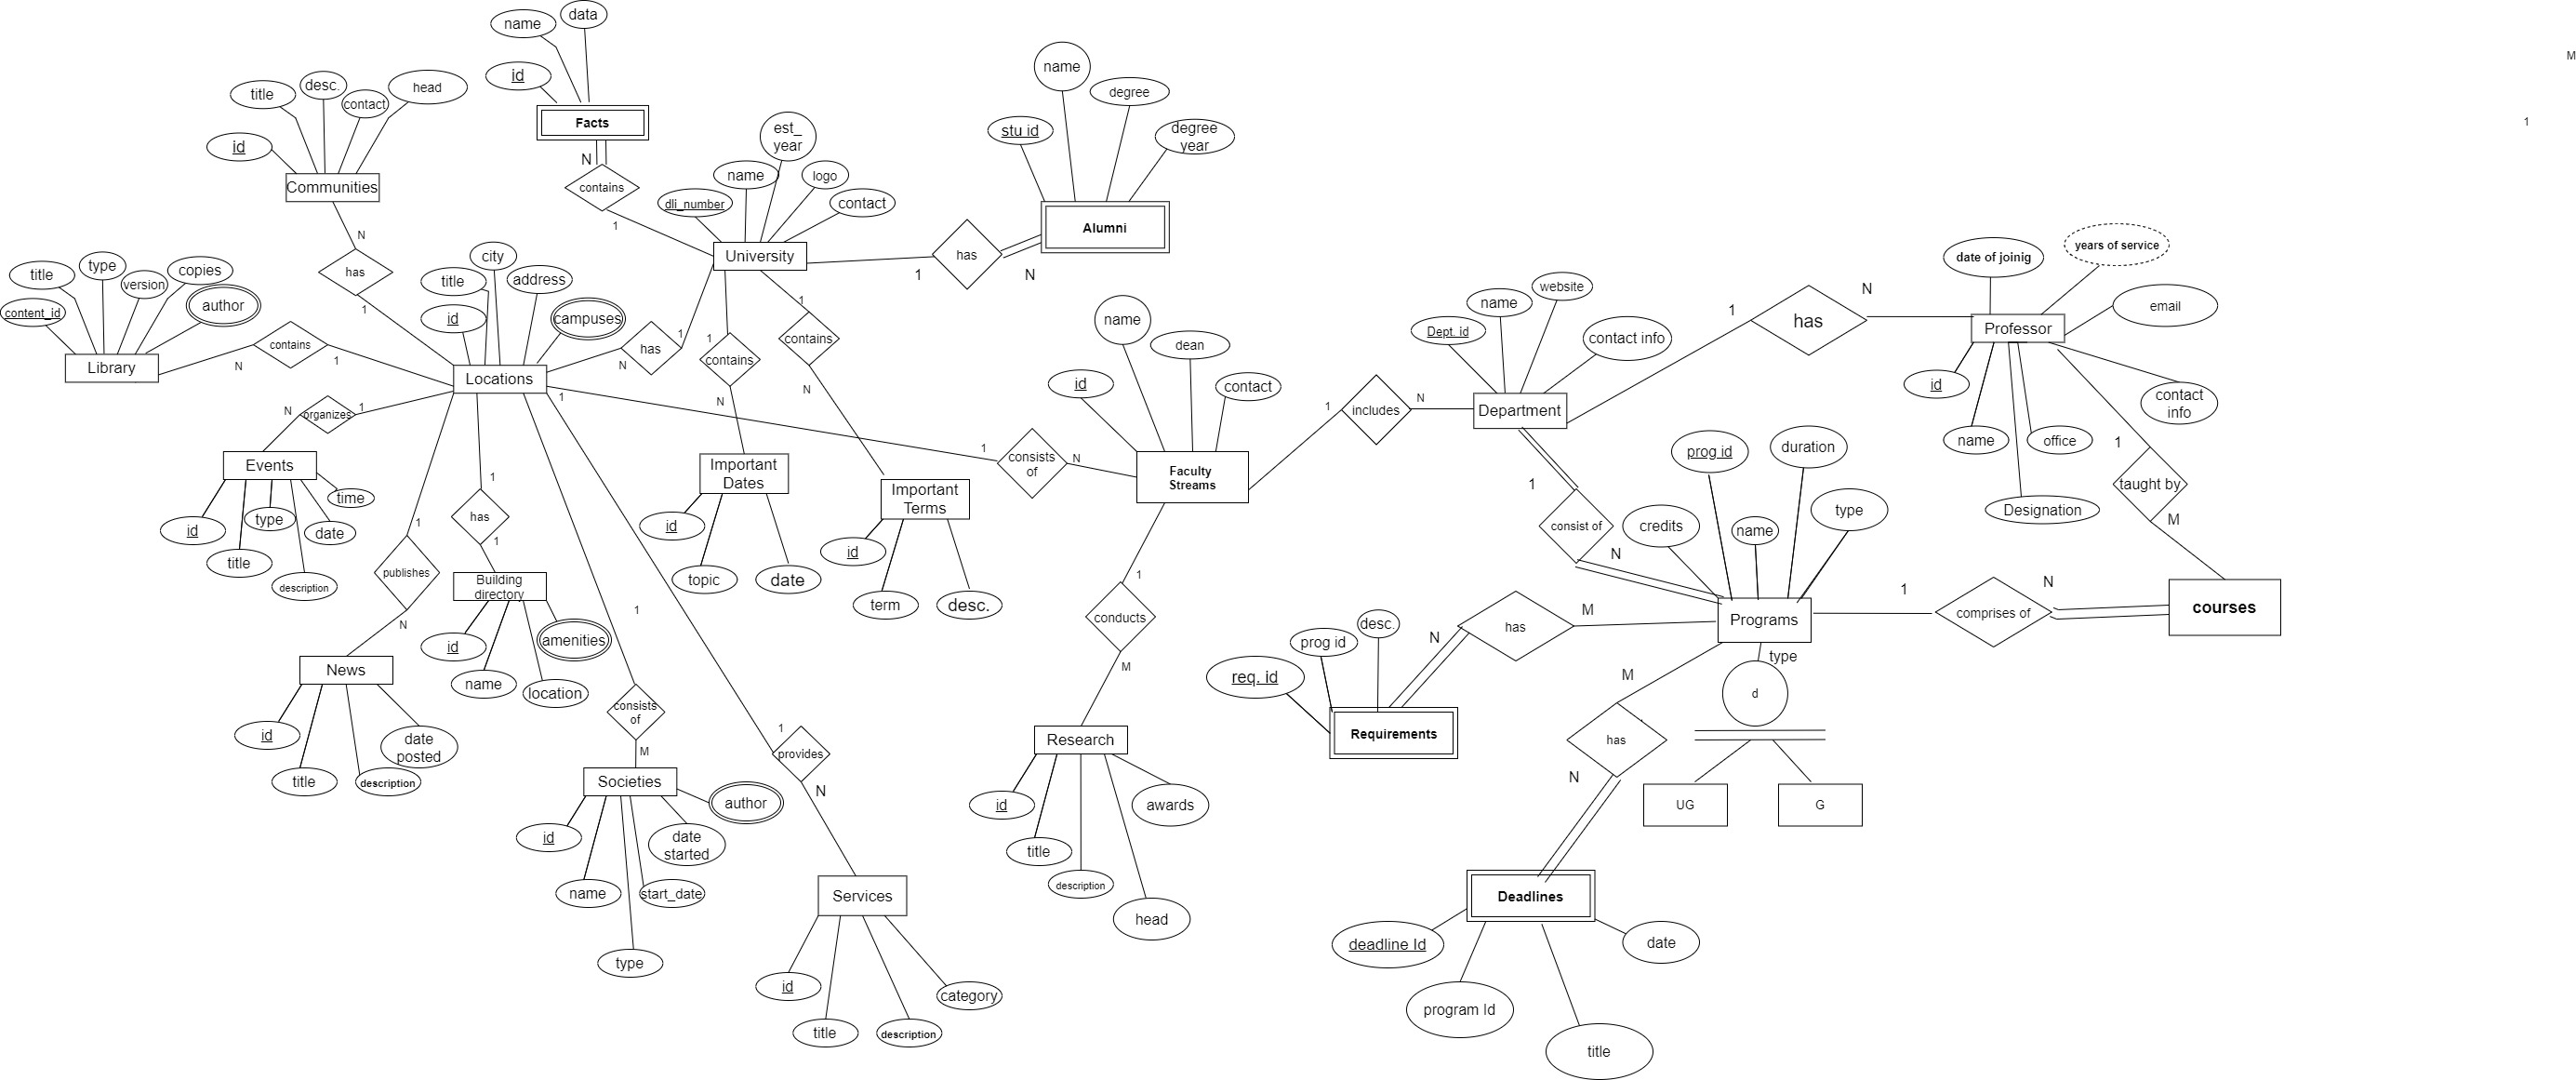 name
data
id
Facts
N
contains
1
title
desc.
contact
head
id
Communities
N
has
1
est_
year
name
logo
dli_number
contact
University
name
degree
stu id
degree
year
Alumni
1
has
N
M
1
title
type
version
copies
content_id
author
Library
N
contains
1
city
title
address
id
campuses
Locations
N
has
1
1
contains
N
1
contains
N
N
organizes
1
Events
id
title
type
description
date
time
1
publishes
N
News
id
title
description
date
posted
1
has
1
Building
directory
id
name
location
amenities
1
consists
of
M
Societies
id
name
type
start_date
date
started
author
1
1
provides
N
Services
id
title
description
category
Important
Dates
id
topic
date
Important
Terms
id
term
desc.
1
consists
of
N
name
dean
id
contact
Faculty
Streams
1
conducts
M
Research
id
title
description
head
awards
1
includes
N
Dept. id
name
website
contact info
Department
1
has
N
date of joinig
years of service
email
Professor
id
name
office
contact
info
Designation
1
taught by
M
courses
1
consist of
N
prog id
duration
credits
name
type
Programs
1
comprises of
N
type
d
UG
G
M
has
N
req. id
prog id
desc.
Requirements
M
has
N
Deadlines
deadline Id
program Id
title
date